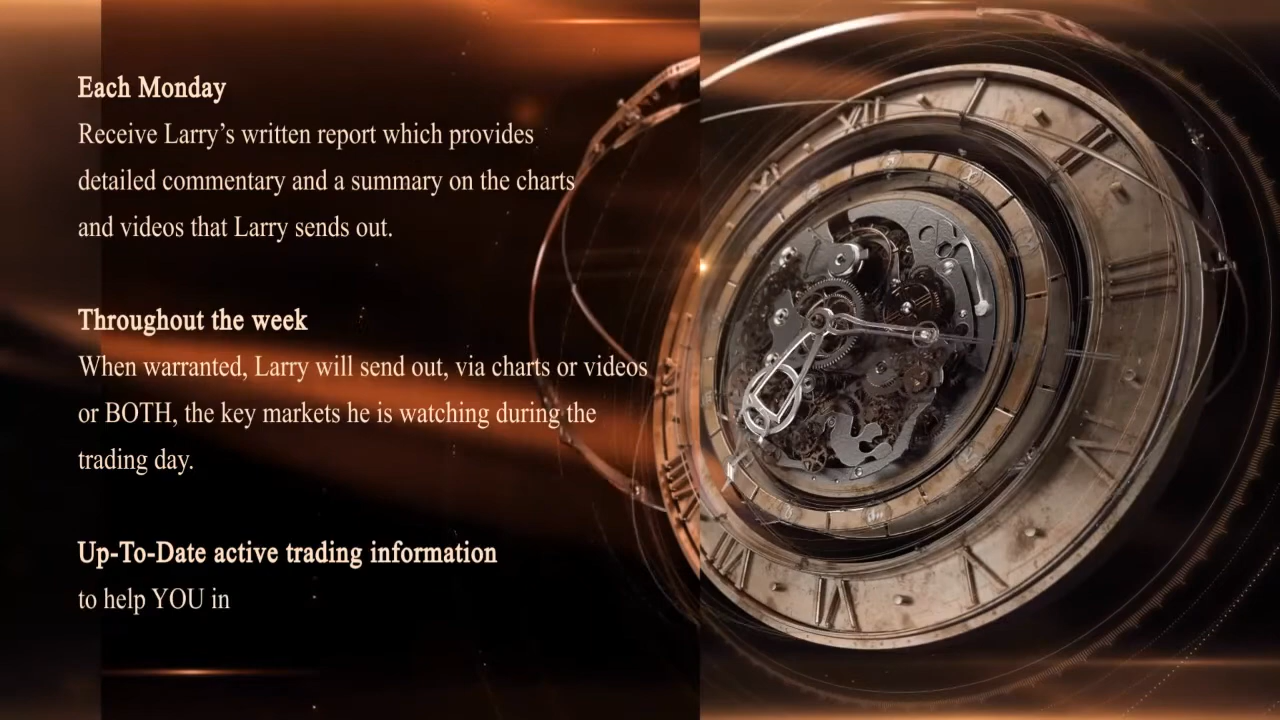 Each Monday
Receive Larry’s written report which provides
detailed commentary and a summary on the charts
and videos that Larry sends out.
Throughout the week
When warranted, Larry will send out, via charts or videos
or BOTH, the key markets he is watching during the
trading day.
Up-To-Date active trading information
to help YOU in